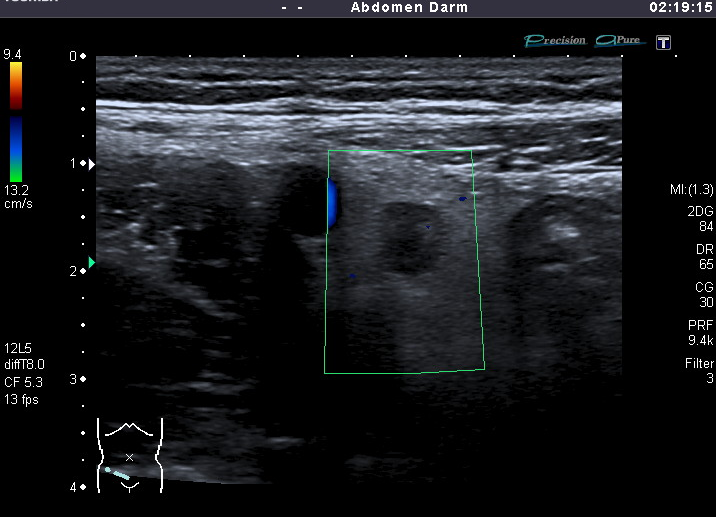 - - Abdomen Darm 02:19:15
Precision APure T
9.4
13.2
cm/s
0
1
2
3
4
MI:(1.3)
2DG
84
DR
65
CG
30
PRF
9.4k
Filter
3
12L5
diffT8.0
CF 5.3
13 fps